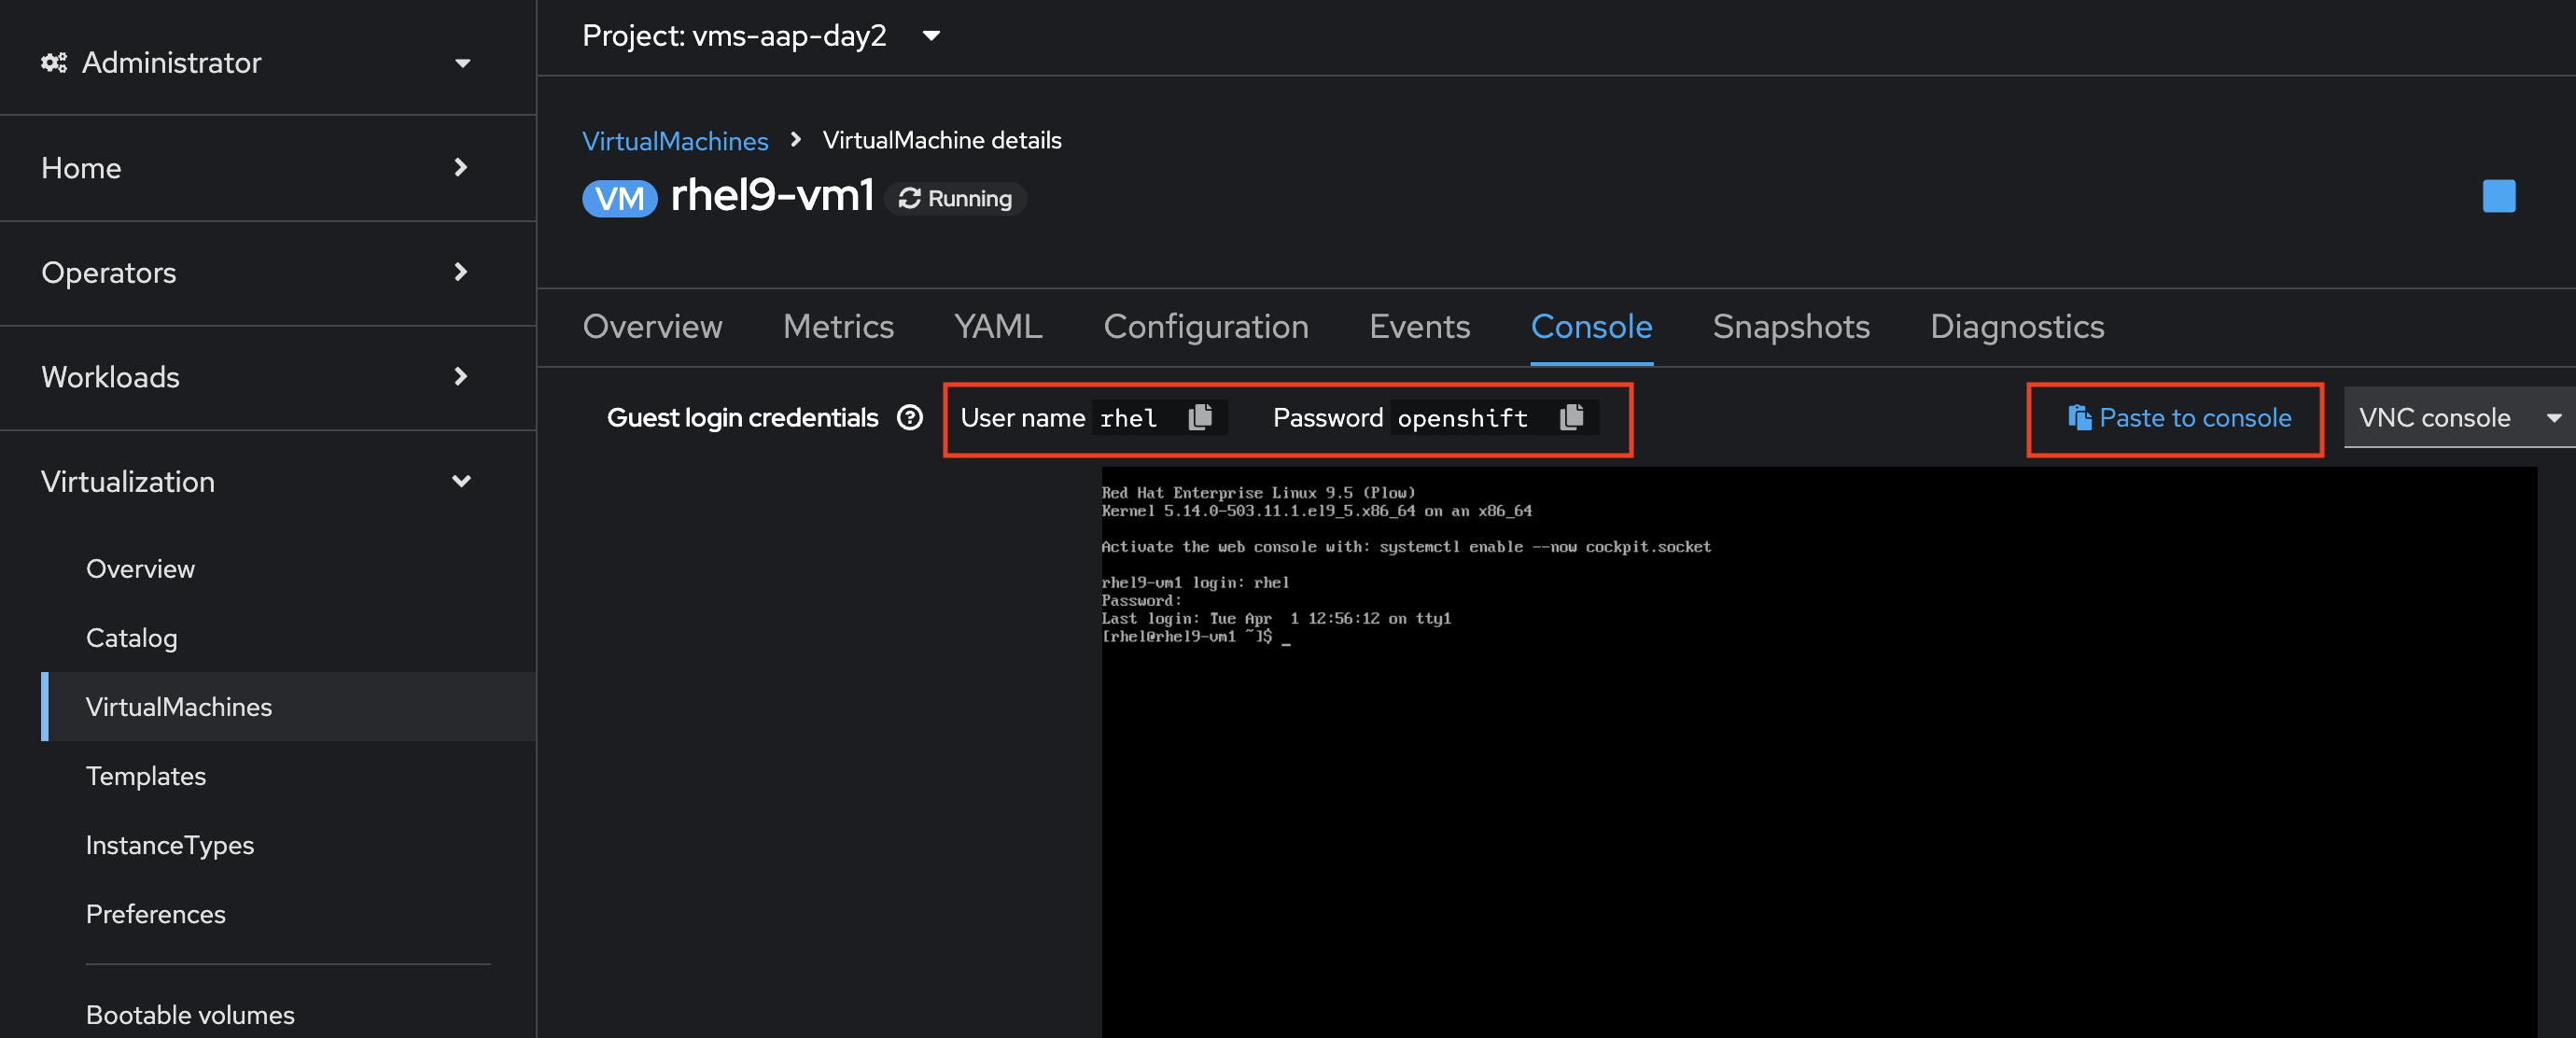 Administrator
Home
Operators
Workloads
Virtualization
Overview
Catalog
VirtualMachines
Templates
InstanceTypes
Preferences
Bootable volumes
Project: vms-aap-day2
VirtualMachines > VirtualMachine details
VM rhel9-vm1 Running
Overview Metrics YAML Configuration Events Console Snapshots Diagnostics
Guest login credentials User name rhel Password openshift Paste to console VNC console
Red Hat Enterprise Linux 9.5 (Plow)
Kernel 5.14.0-503.11.1.el9_5.x86_64 on an x86_64
Activate the web console with: systemctl enable --now cockpit.socket
rhel9-vm1 login: rhel
Password:
Last login: Tue Apr  1 12:56:12 on tty1
[rhel@rhel9-vm1 ~]$ _